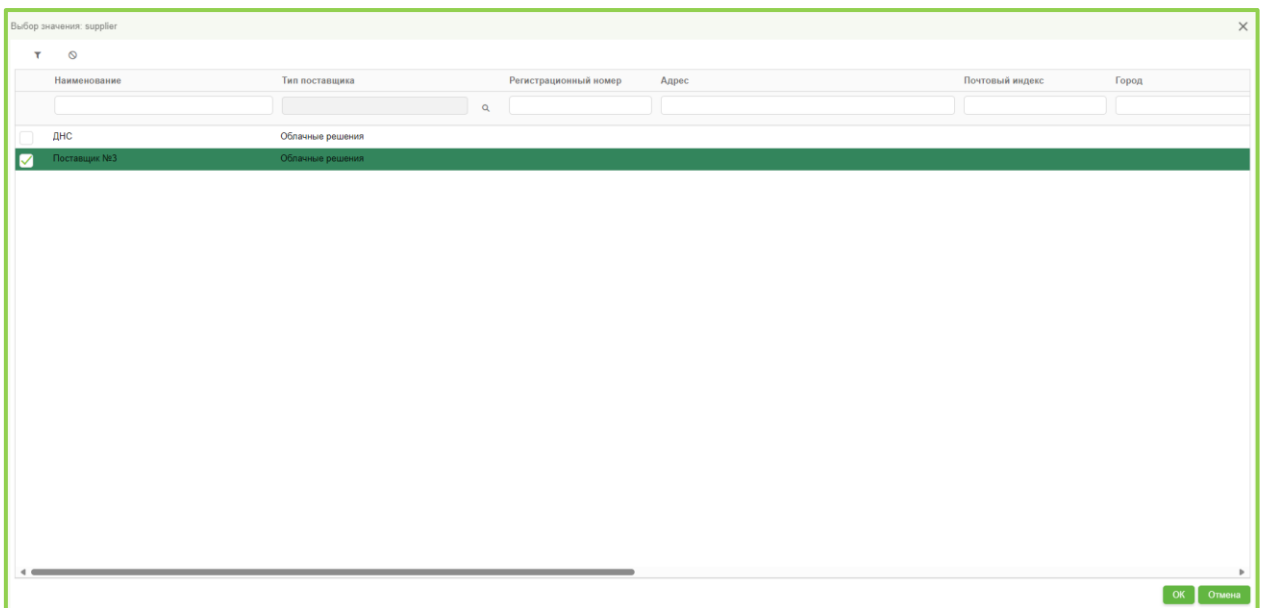 Выбор значения: supplier
Наименование Тип поставщика Регистрационный номер Адрес Почтовый индекс Город
ДНС Облачные решения
Поставщик №3 Облачные решения
ОК Отмена